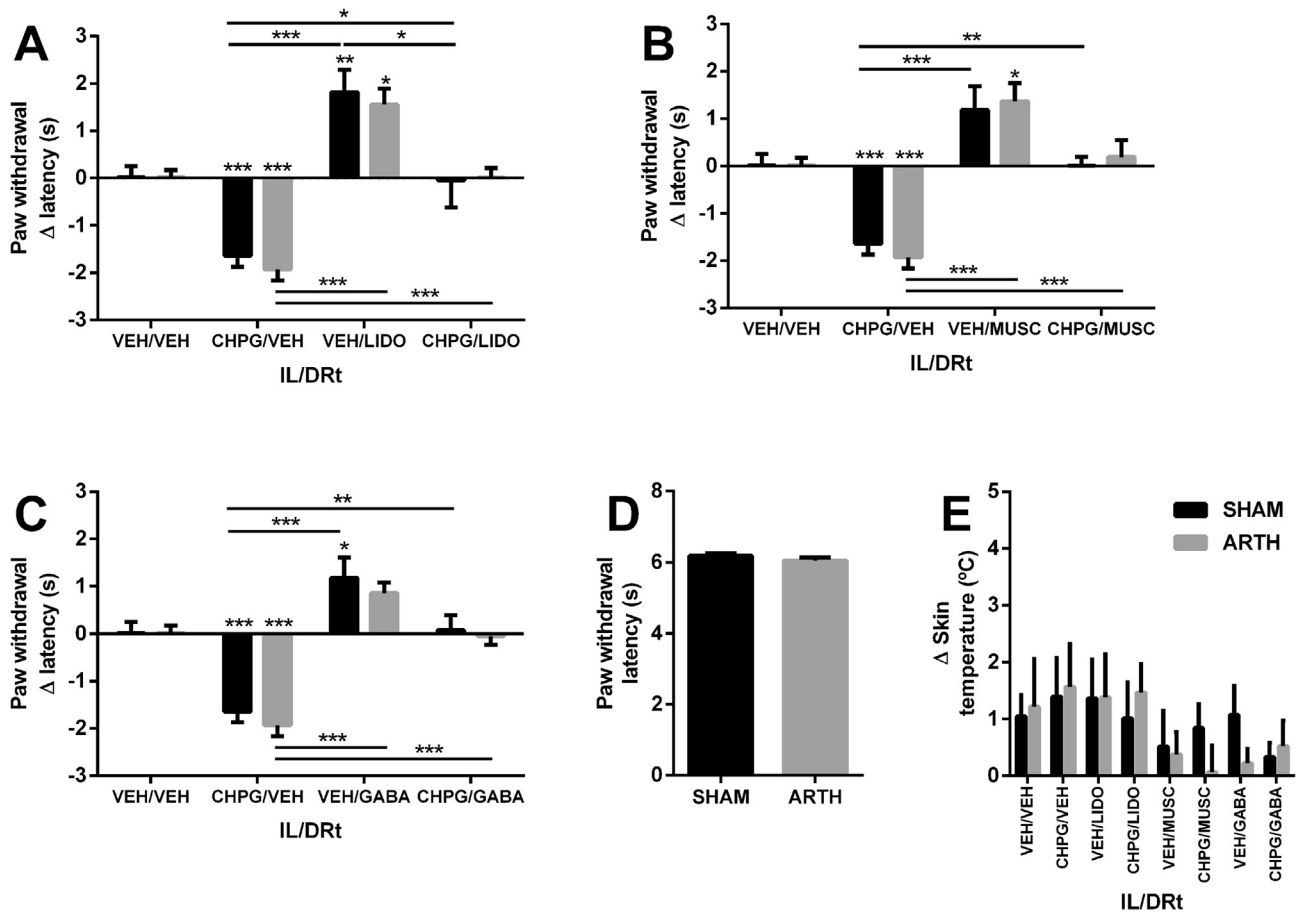 A
Paw withdrawal
Δ latency (s)
3
2
1
0
-1
-2
-3
*
***
*
**
*
***
***
***
***
VEH/VEH
CHPG/VEH
VEH/LIDO
CHPG/LIDO
IL/DRt
B
Paw withdrawal
Δ latency (s)
3
2
1
0
-1
-2
-3
**
***
*
***
***
***
***
VEH/VEH
CHPG/VEH
VEH/MUSC
CHPG/MUSC
IL/DRt
C
Paw withdrawal
Δ latency (s)
3
2
1
0
-1
-2
-3
**
***
*
***
***
***
***
VEH/VEH
CHPG/VEH
VEH/GABA
CHPG/GABA
IL/DRt
D
Paw withdrawal
latency (s)
8
6
4
2
0
SHAM
ARTH
E
Δ Skin
temperature (ºC)
5
4
3
2
1
0
SHAM
ARTH
VEH/VEH
CHPG/VEH
VEH/LIDO
CHPG/LIDO
VEH/MUSC
CHPG/MUSC
VEH/GABA
CHPG/GABA
IL/DRt